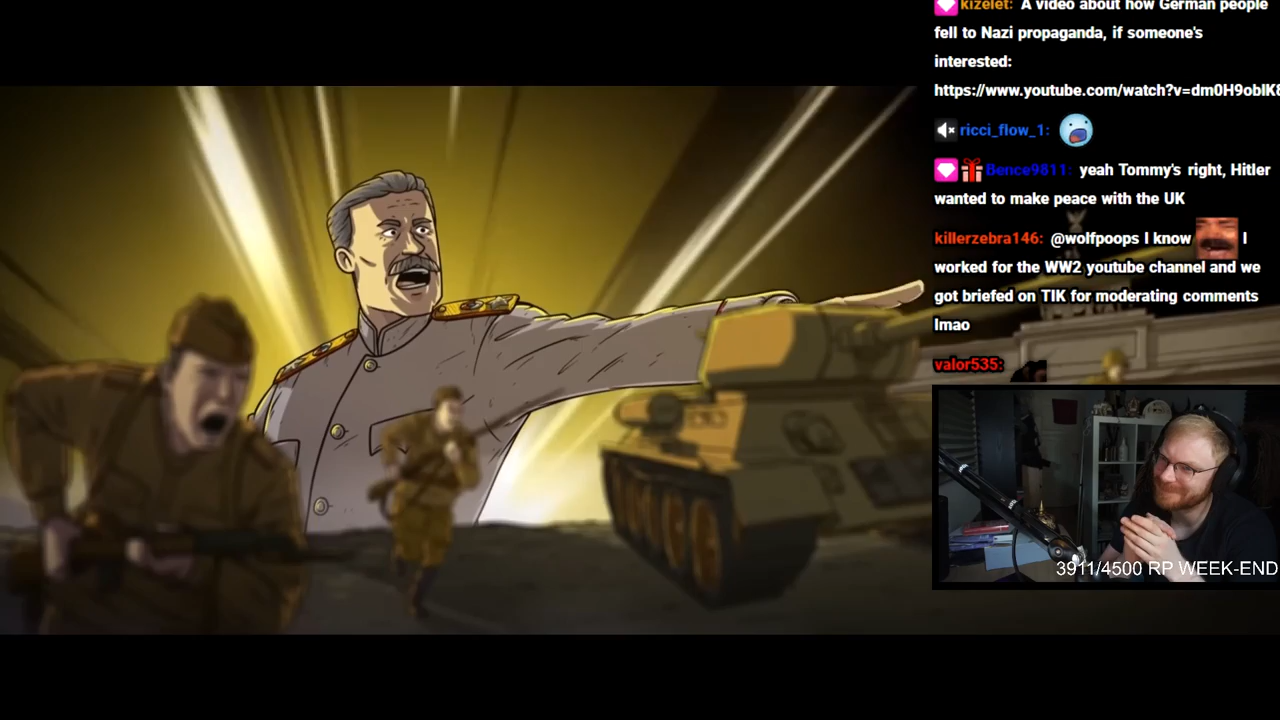 kizelet: A video about how German people
fell to Nazi propaganda, if someone's
interested:
https://www.youtube.com/watch?v=dm0H9oblK8
ricci_flow_1:
Bence9811: yeah Tommy's right, Hitler
wanted to make peace with the UK
killerzebra146: @wolfpoops I know I
worked for the WW2 youtube channel and we
got briefed on TIK for moderating comments
lmao
valor535:
3911/4500 RP WEEK-END